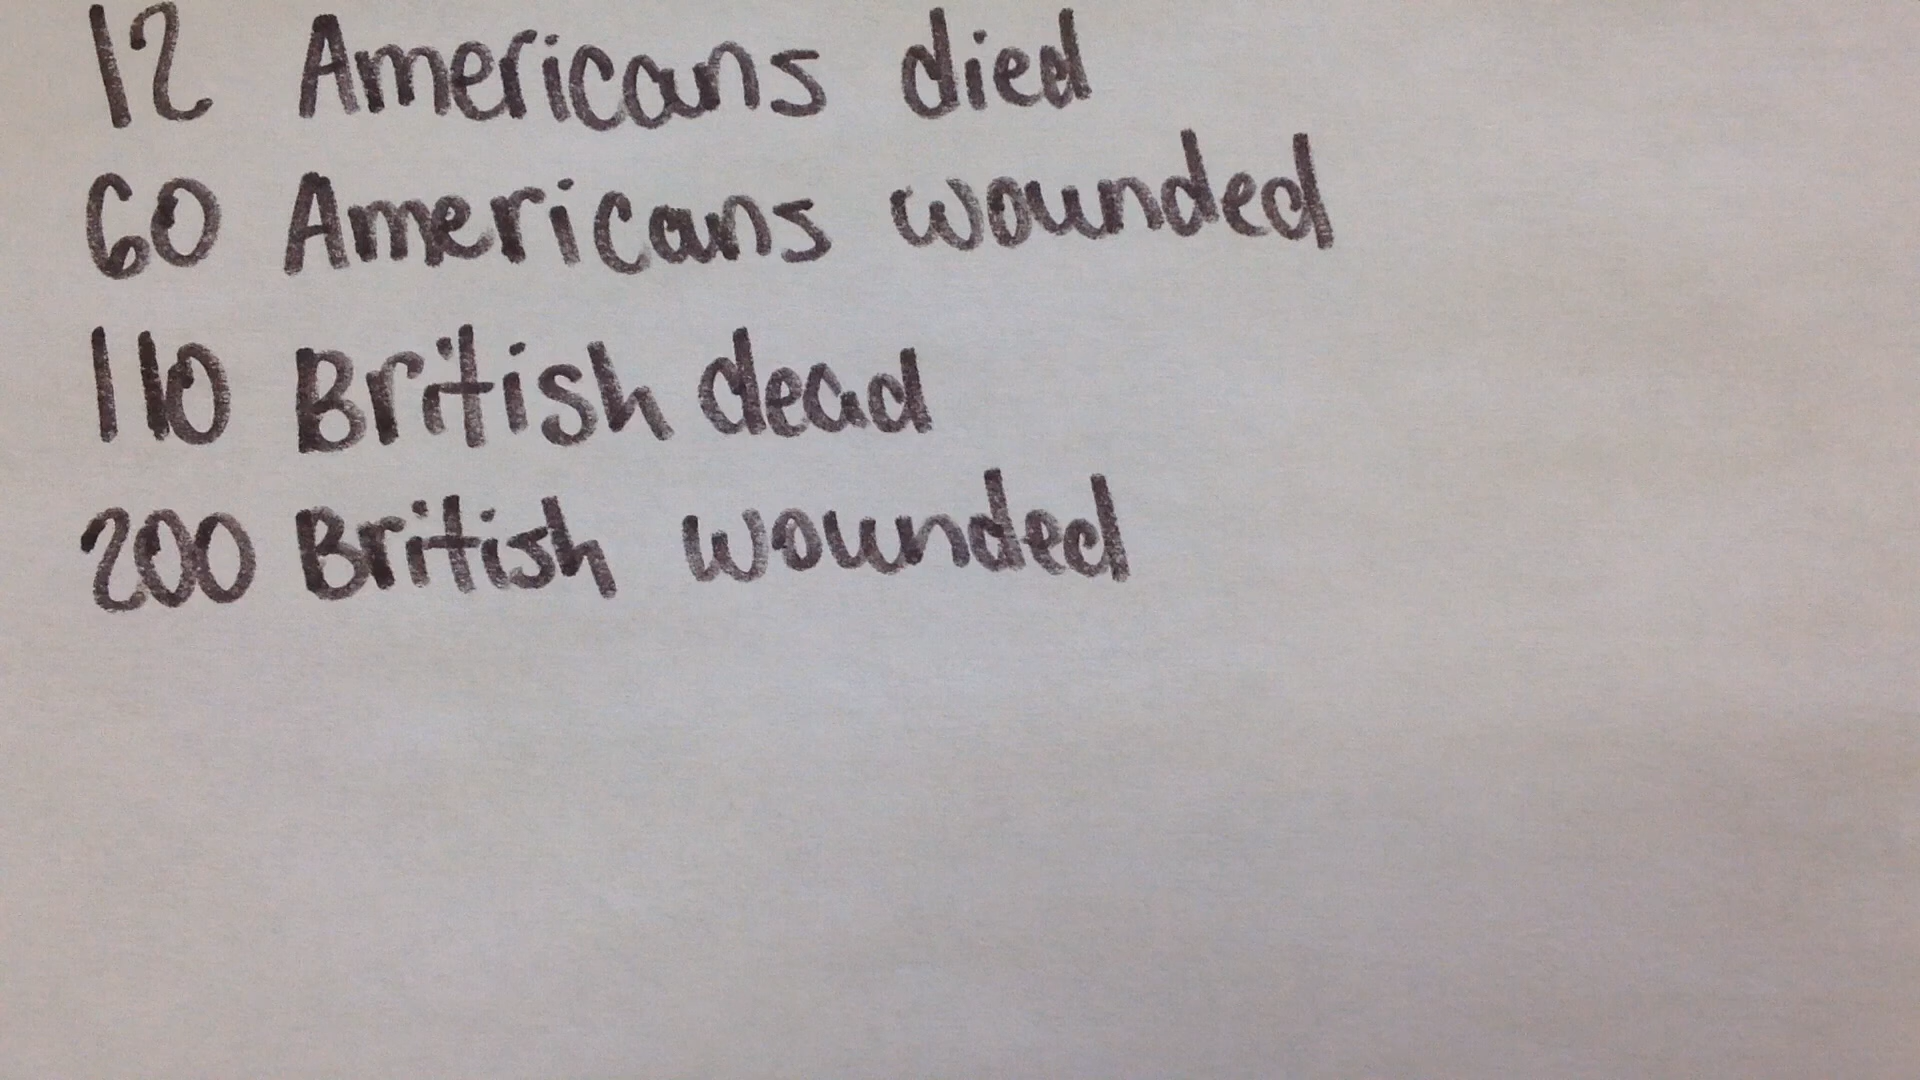 12 Americans died
60 Americans wounded
110 British dead
200 British wounded